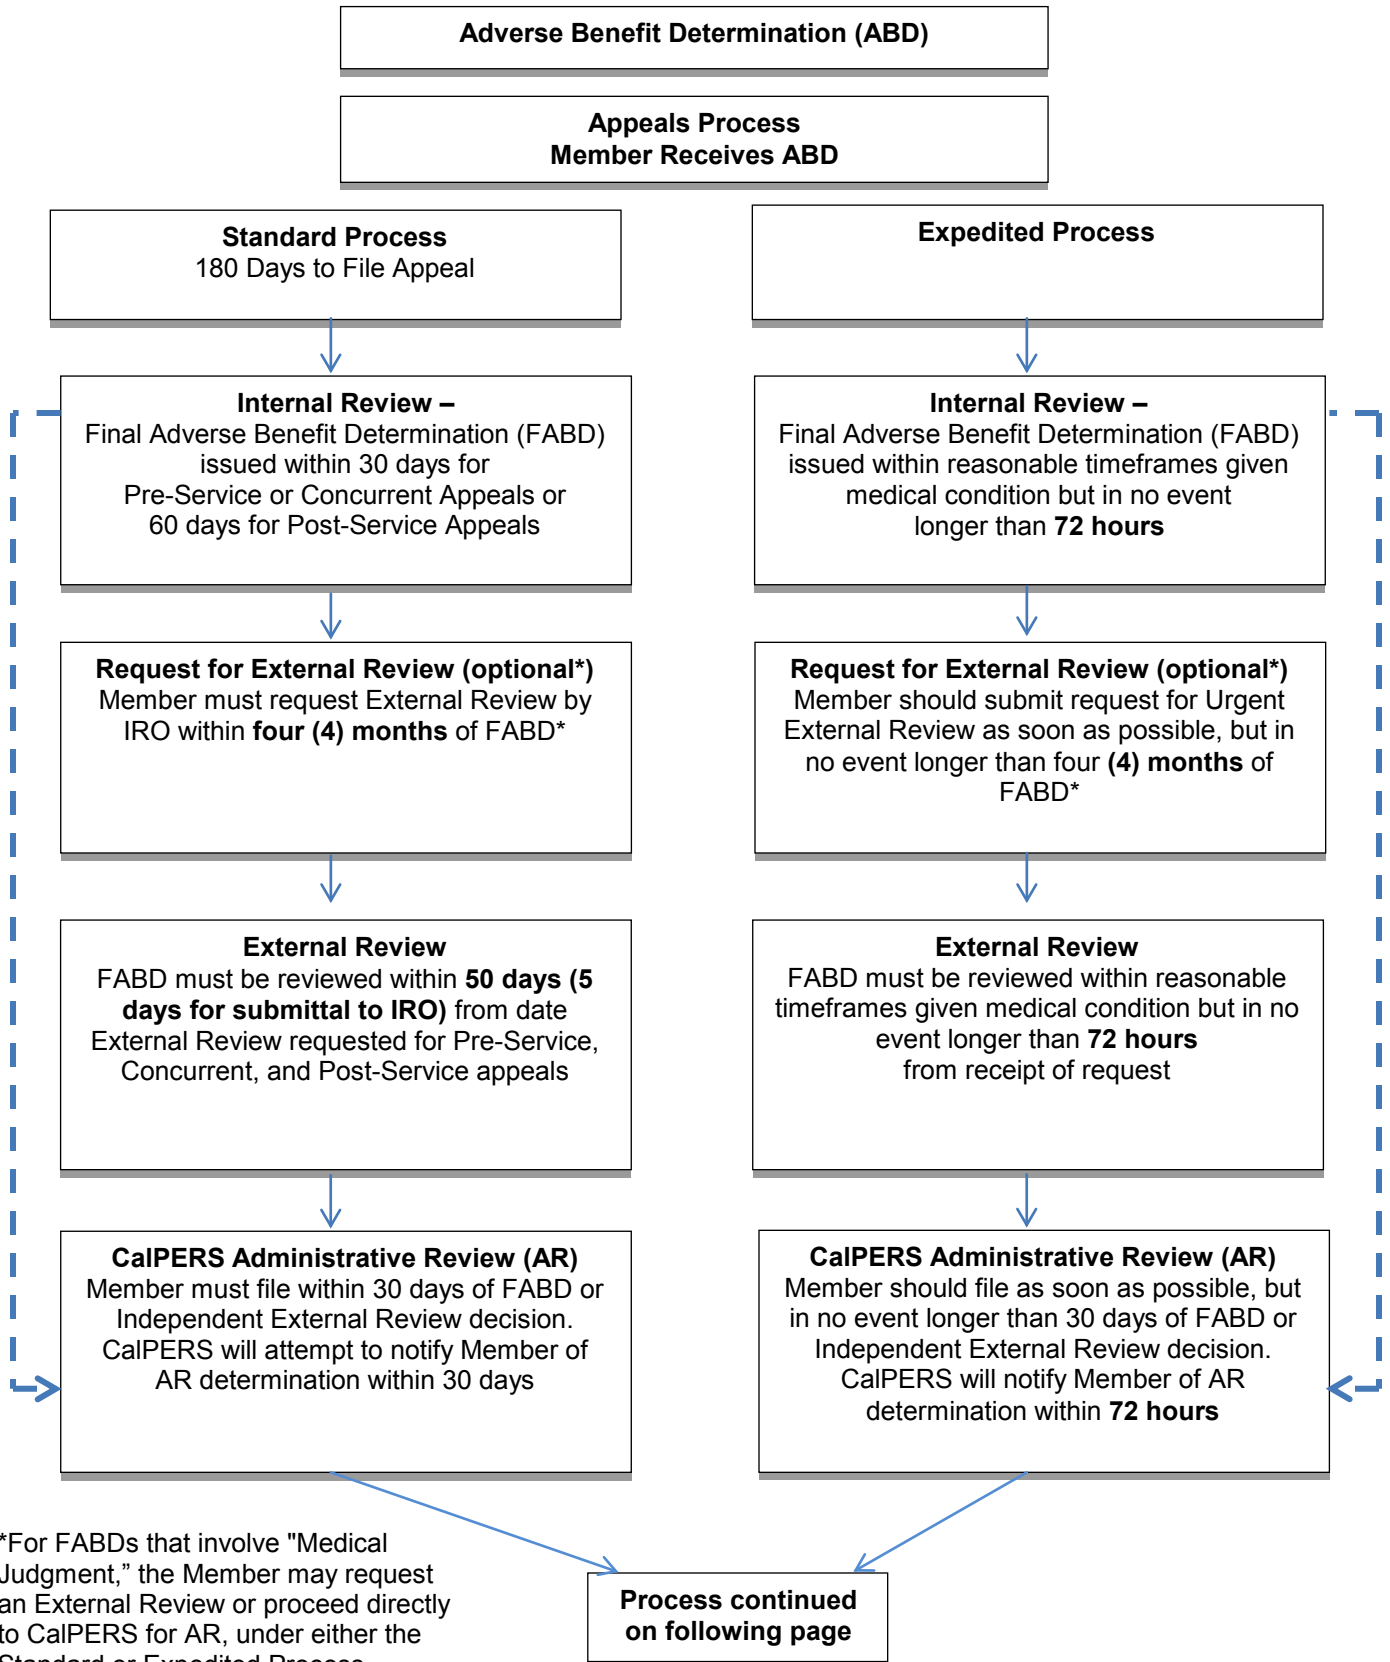 Adverse Benefit Determination (ABD)
Appeals Process
Member Receives ABD
Standard Process
180 Days to File Appeal
Expedited Process
Internal Review –
Final Adverse Benefit Determination (FABD)
issued within 30 days for
Pre-Service or Concurrent Appeals or
60 days for Post-Service Appeals
Internal Review –
Final Adverse Benefit Determination (FABD)
issued within reasonable timeframes given
medical condition but in no event
longer than 72 hours
Request for External Review (optional*)
Member must request External Review by
IRO within four (4) months of FABD*
Request for External Review (optional*)
Member should submit request for Urgent
External Review as soon as possible, but in
no event longer than four (4) months of
FABD*
External Review
FABD must be reviewed within 50 days (5
days for submittal to IRO) from date
External Review requested for Pre-Service,
Concurrent, and Post-Service appeals
External Review
FABD must be reviewed within reasonable
timeframes given medical condition but in no
event longer than 72 hours
from receipt of request
CalPERS Administrative Review (AR)
Member must file within 30 days of FABD or
Independent External Review decision.
CalPERS will attempt to notify Member of
AR determination within 30 days
CalPERS Administrative Review (AR)
Member should file as soon as possible, but
in no event longer than 30 days of FABD or
Independent External Review decision.
CalPERS will notify Member of AR
determination within 72 hours
*For FABDs that involve "Medical
Judgment,” the Member may request
an External Review or proceed directly
to CalPERS for AR, under either the
Standard or Expedited Process
Process continued
on following page